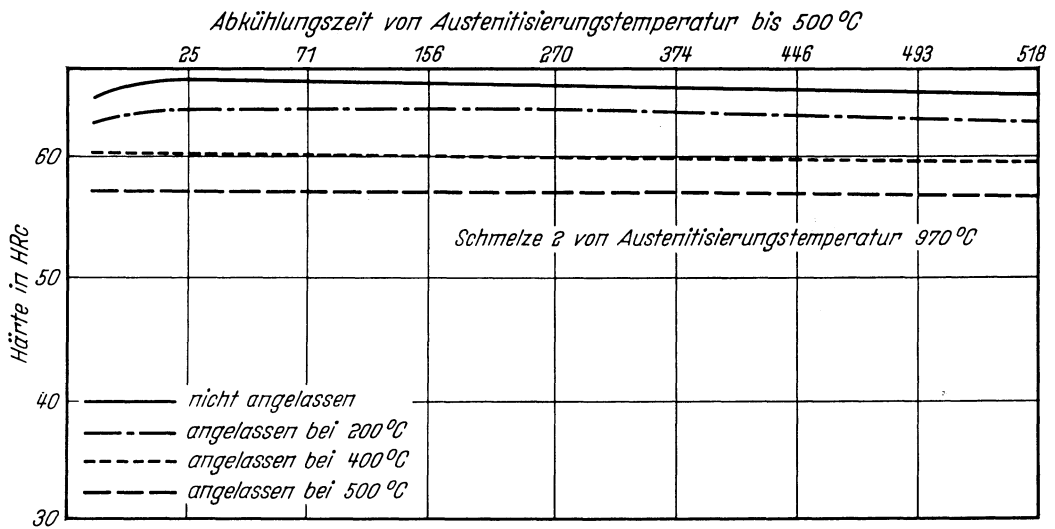 Abkühlungszeit von Austenitisierungstemperatur bis 500 °C
25 71 156 270 374 446 493 518
60
Schmelze 2 von Austenitisierungstemperatur 970 °C
50
Härte in HRc
40
nicht angelassen
angelassen bei 200 °C
angelassen bei 400 °C
angelassen bei 500 °C
30